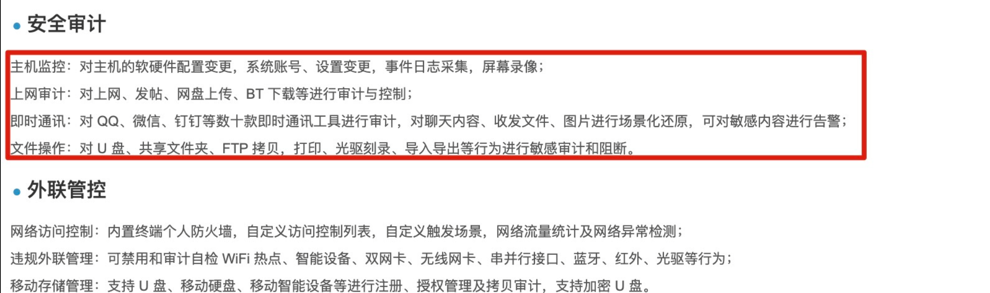 安全审计
主机监控：对主机的软硬件配置变更，系统账号、设置变更，事件日志采集，屏幕录像；
上网审计：对上网、发帖、网盘上传、BT 下载等进行审计与控制；
即时通讯：对 QQ、微信、钉钉等数十款即时通讯工具进行审计，对聊天内容、收发文件、图片进行场景化还原，可对敏感内容进行告警；
文件操作：对 U 盘、共享文件夹、FTP 拷贝，打印、光驱刻录、导入导出等行为进行敏感审计和阻断。
外联管控
网络访问控制：内置终端个人防火墙，自定义访问控制列表，自定义触发场景，网络流量统计及网络异常检测；
违规外联管理：可禁用和审计自检 WiFi 热点、智能设备、双网卡、无线网卡、串并行接口、蓝牙、红外、光驱等行为；
移动存储管理：支持 U 盘、移动硬盘、移动智能设备等进行注册、授权管理及拷贝审计，支持加密 U 盘。